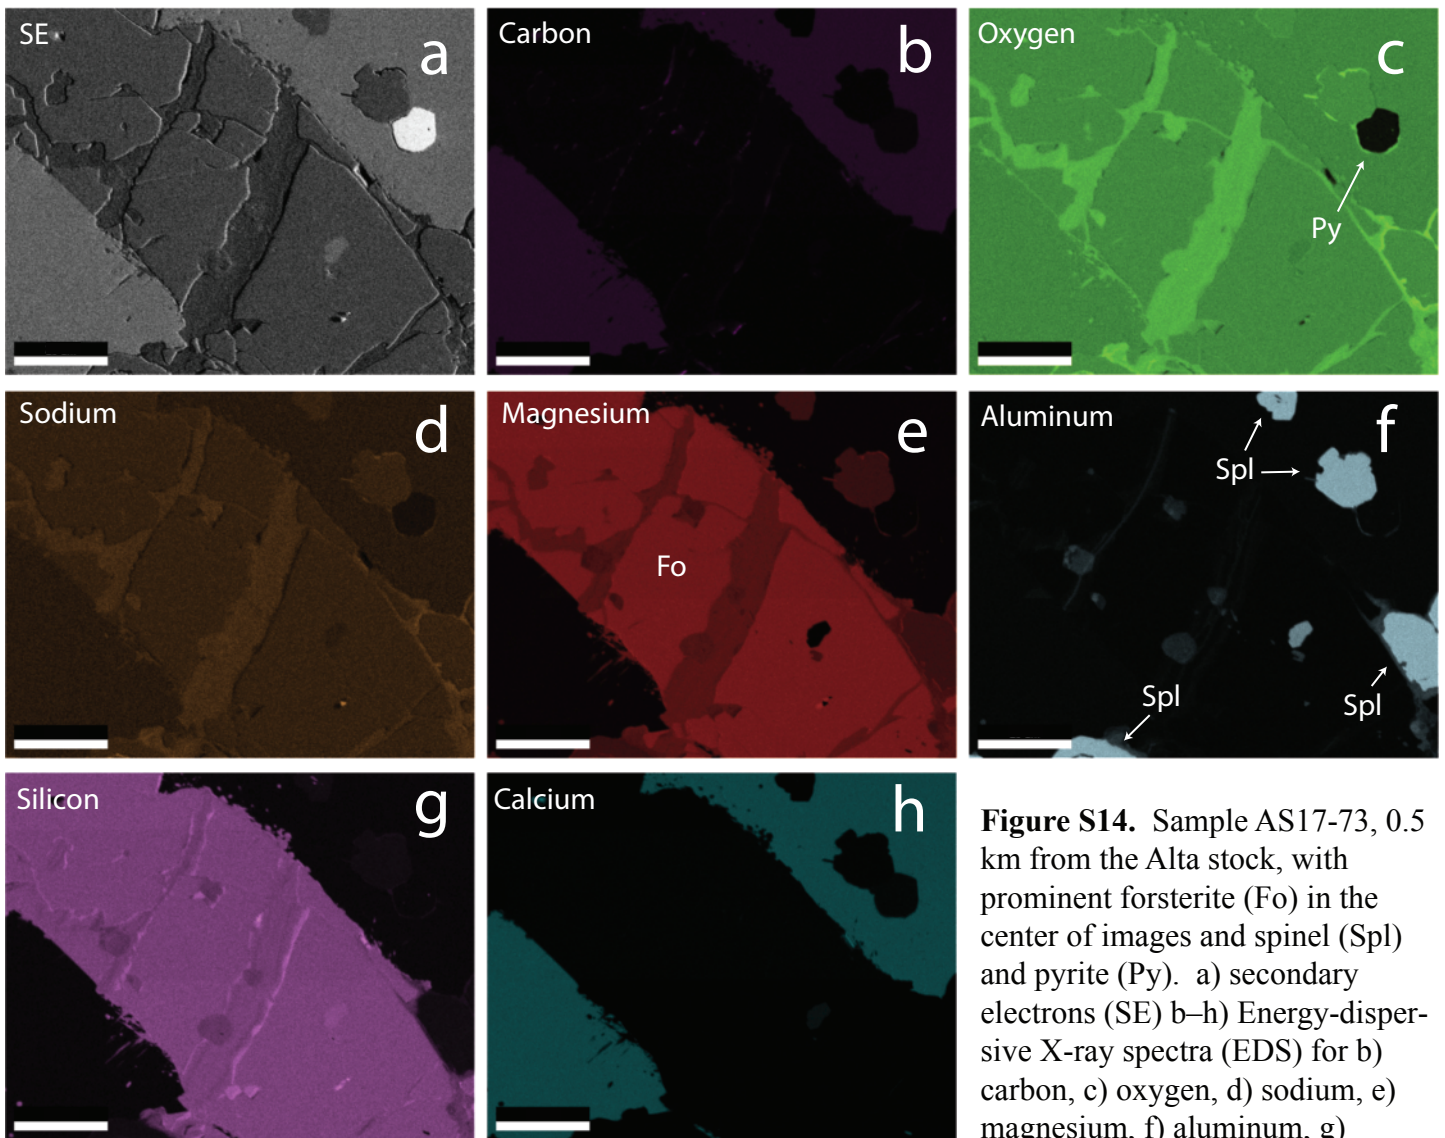 SE
a
Carbon
b
Oxygen
c
Py
Sodium
d
Magnesium
e
Fo
Aluminum
f
Spl
Spl
Spl
Silicon
g
Calcium
h
Figure S14. Sample AS17-73, 0.5
km from the Alta stock, with
prominent forsterite (Fo) in the
center of images and spinel (Spl)
and pyrite (Py). a) secondary
electrons (SE) b–h) Energy-disper-
sive X-ray spectra (EDS) for b)
carbon, c) oxygen, d) sodium, e)
magnesium, f) aluminum, g)